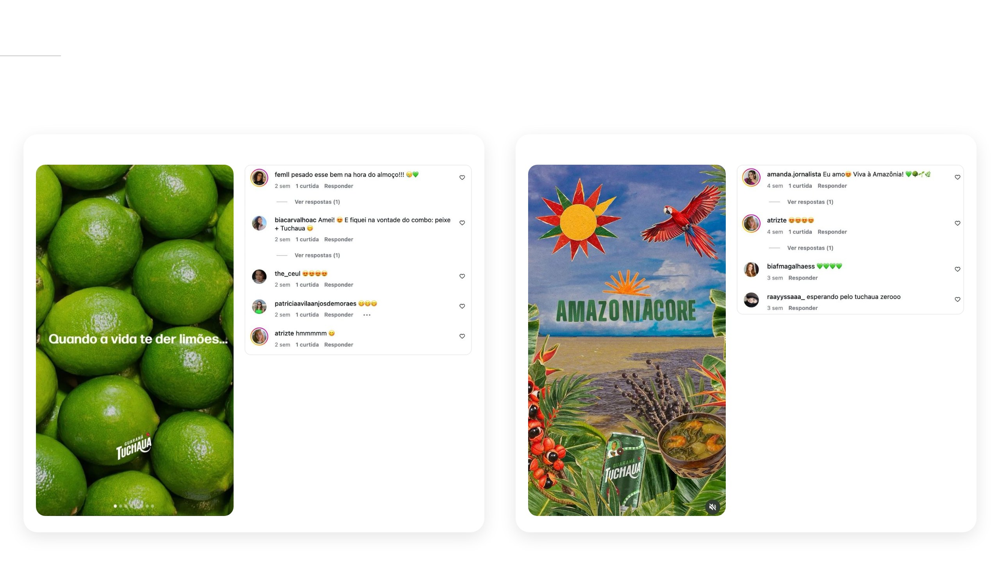 Quando a vida te der limões...
GUARANÁ
TUCHAUA
femll pesado esse bem na hora do almoço!!! 🥲💚
2 sem 1 curtida Responder
Ver respostas (1)
biacarvalhoac Amei! 😍 E fiquei na vontade do combo: peixe
+ Tuchaua 😋
2 sem 1 curtida Responder
Ver respostas (1)
the_ceul 😍😍😍😍
2 sem 1 curtida Responder
patriciaavilaanjosdemoraes 😋😋😋
2 sem 1 curtida Responder •••
atrizte hmmmmm 😋
2 sem 1 curtida Responder
AMAZONIACORE
GUARANÁ
TUCHAUA
amanda.jornalista Eu amo😍 Viva à Amazônia! 💚🌳🌱🌿
4 sem 1 curtida Responder
Ver respostas (1)
atrizte 😍😍😍😍
4 sem 1 curtida Responder
Ver respostas (1)
biafmagalhaess 💚💚💚💚
3 sem Responder
raayyssaaa_ esperando pelo tuchaua zerooo
3 sem Responder